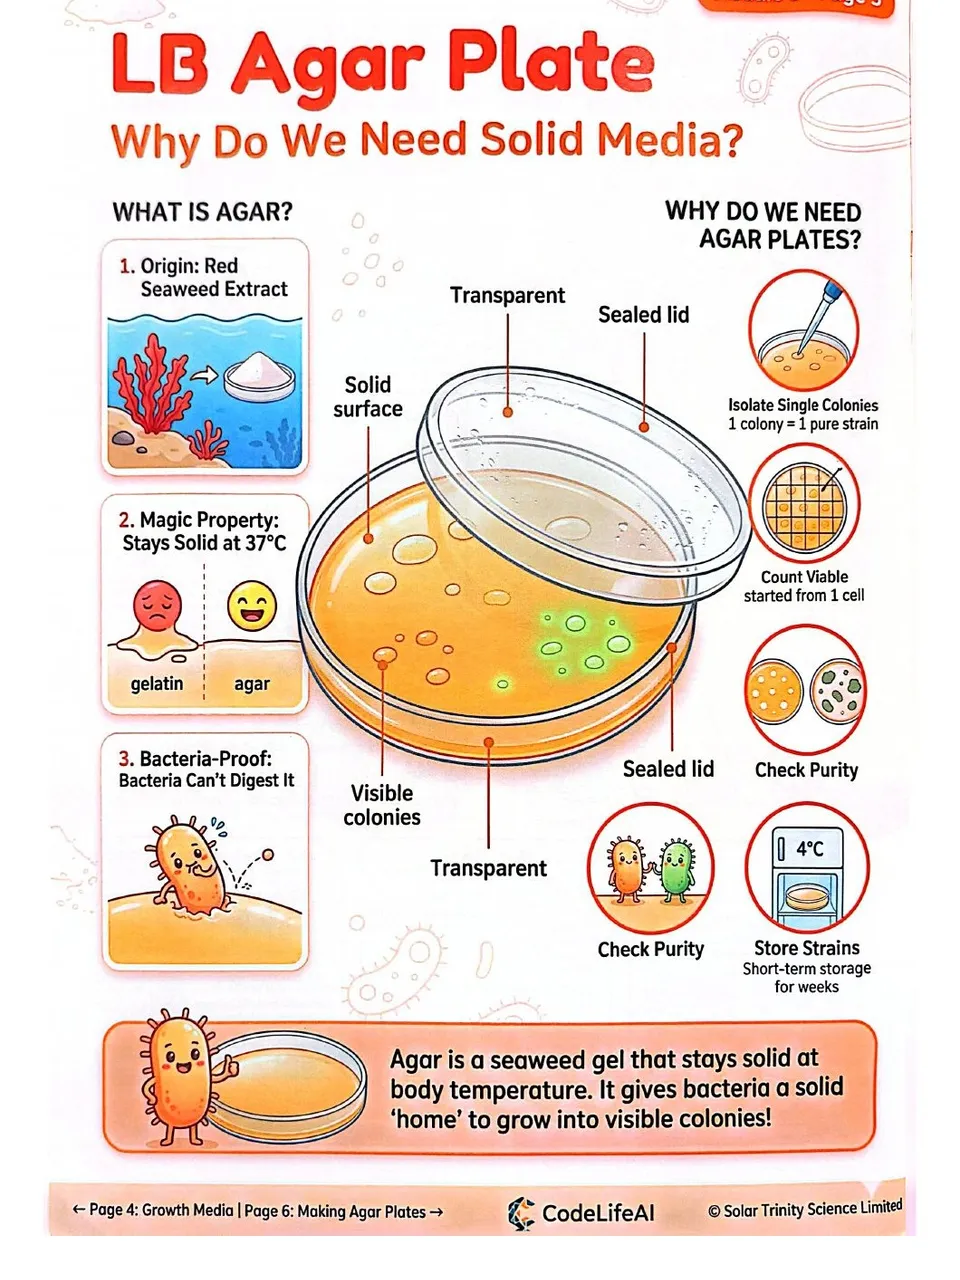 LB Agar Plate
Why Do We Need Solid Media?
WHAT IS AGAR?
1. Origin: Red
Seaweed Extract
2. Magic Property:
Stays Solid at 37°C
gelatin
agar
3. Bacteria-Proof:
Bacteria Can't Digest It
Transparent
Sealed lid
Solid
surface
Visible
colonies
Transparent
Sealed lid
WHY DO WE NEED
AGAR PLATES?
Isolate Single Colonies
1 colony = 1 pure strain
Count Viable
started from 1 cell
Check Purity
Check Purity
4°C
Store Strains
Short-term storage
for weeks
Agar is a seaweed gel that stays solid at
body temperature. It gives bacteria a solid
'home' to grow into visible colonies!
← Page 4: Growth Media | Page 6: Making Agar Plates →
CodeLifeAI
© Solar Trinity Science Limited